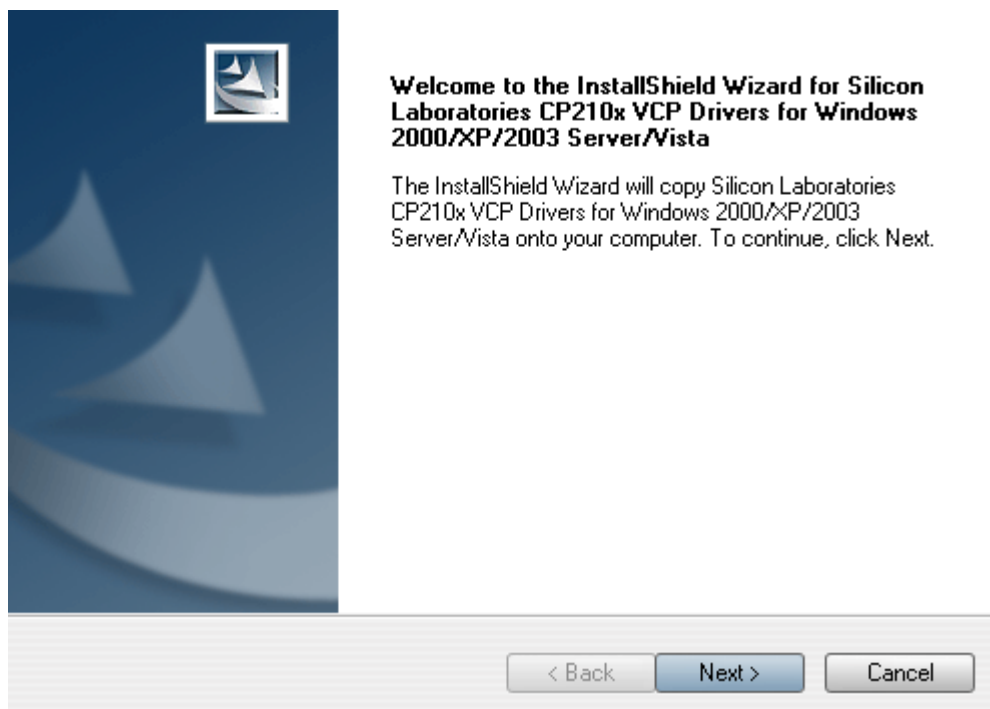 Welcome to the InstallShield Wizard for Silicon
Laboratories CP210x VCP Drivers for Windows
2000/XP/2003 Server/Vista
The InstallShield Wizard will copy Silicon Laboratories
CP210x VCP Drivers for Windows 2000/XP/2003
Server/Vista onto your computer. To continue, click Next.
< Back
Next >
Cancel